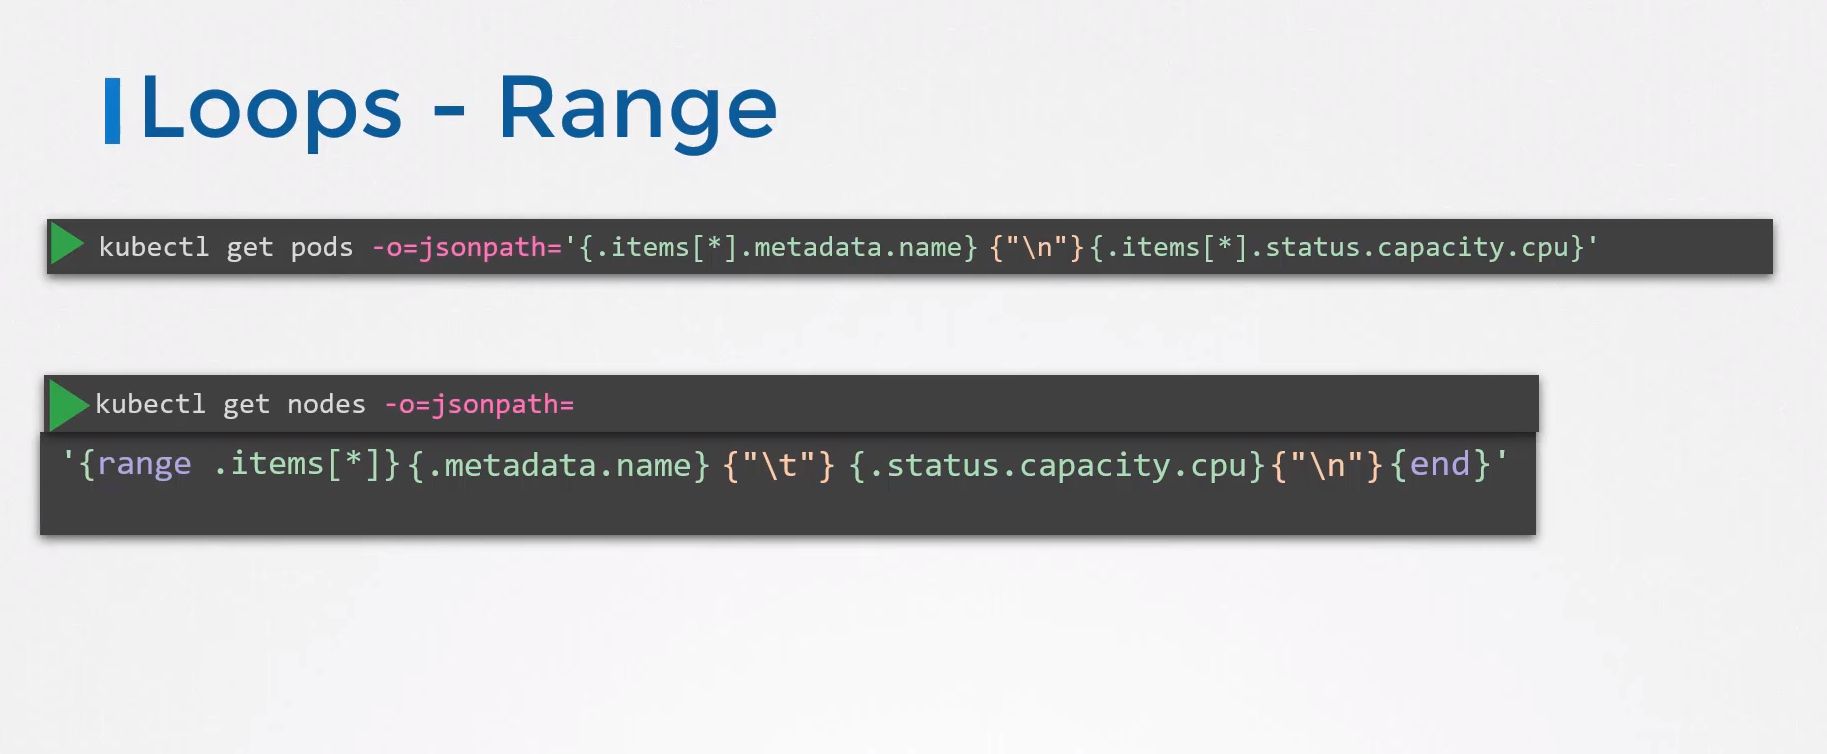 Loops - Range
kubectl get pods -o=jsonpath='{.items[*].metadata.name} {"\n"}{.items[*].status.capacity.cpu}'
kubectl get nodes -o=jsonpath=
'{range .items[*]}{.metadata.name} {"\t"} {.status.capacity.cpu}{"\n"}{end}'